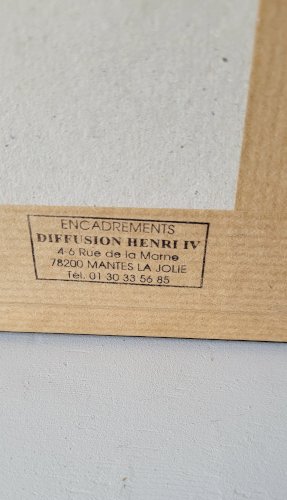 ENCADREMENTS
DIFFUSION HENRI IV
4-6 Rue de la Marne
78200 MANTES LA JOLIE
Tél. 01 30 33 56 85